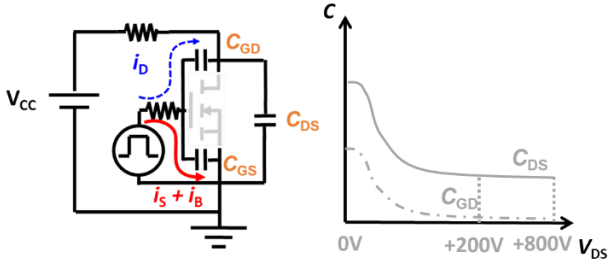 C_GD
i_D
V_CC
C_DS
C_GS
i_S + i_B
C
C_DS
C_GD
0V
+200V
+800V
V_DS